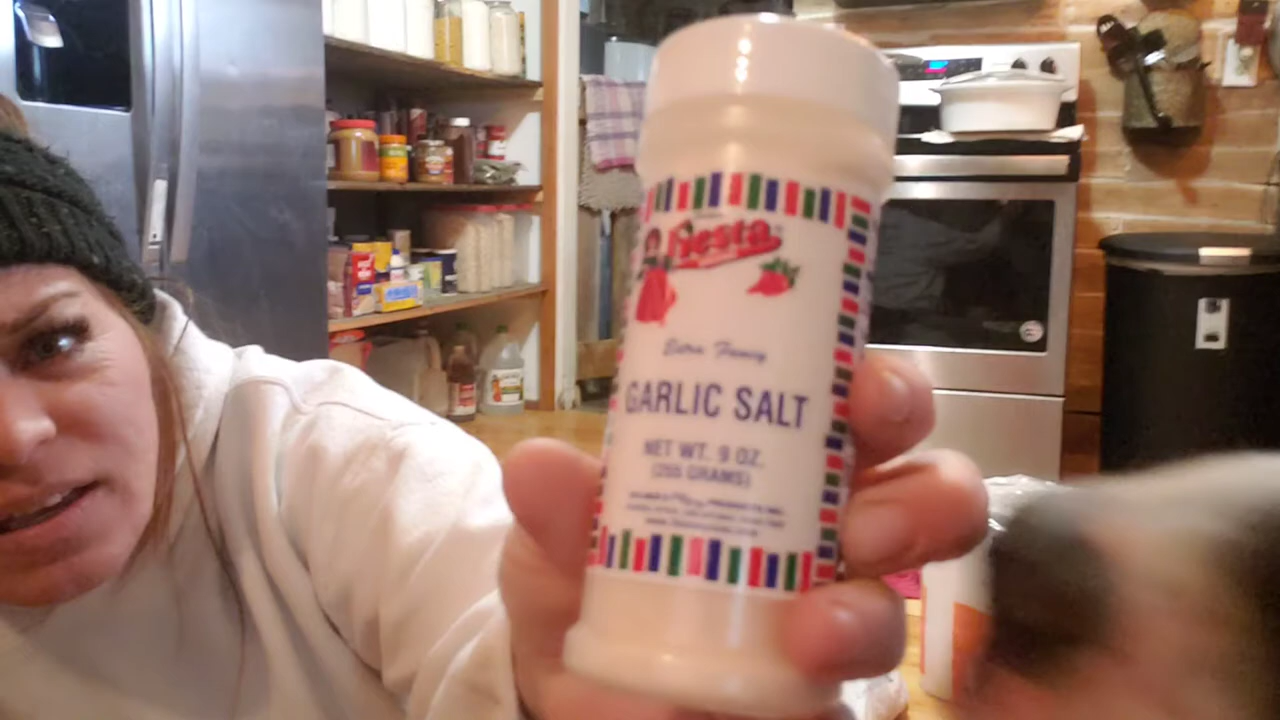 Fiesta
Extra Fancy
GARLIC SALT
NET WT. 9 OZ.
(255 GRAMS)